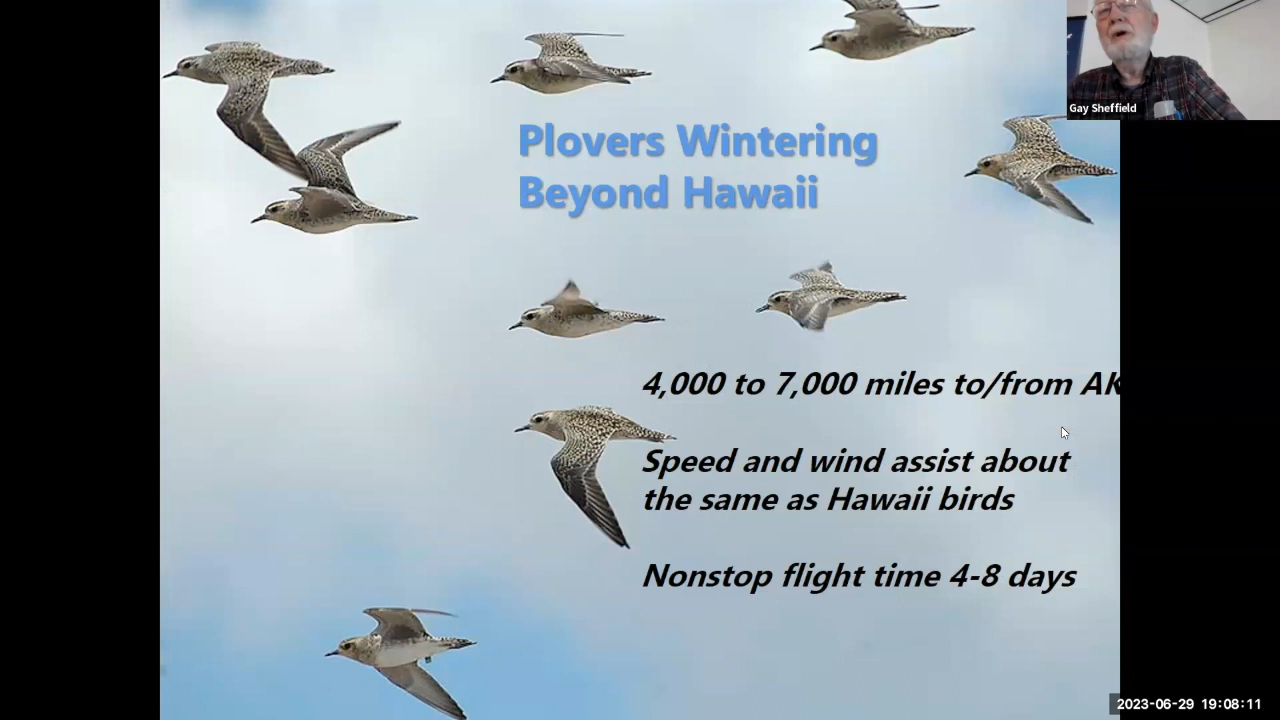 Gay Sheffield
Plovers Wintering
Beyond Hawaii
4,000 to 7,000 miles to/from AK
Speed and wind assist about
the same as Hawaii birds
Nonstop flight time 4-8 days
2023-06-29 19:08:11